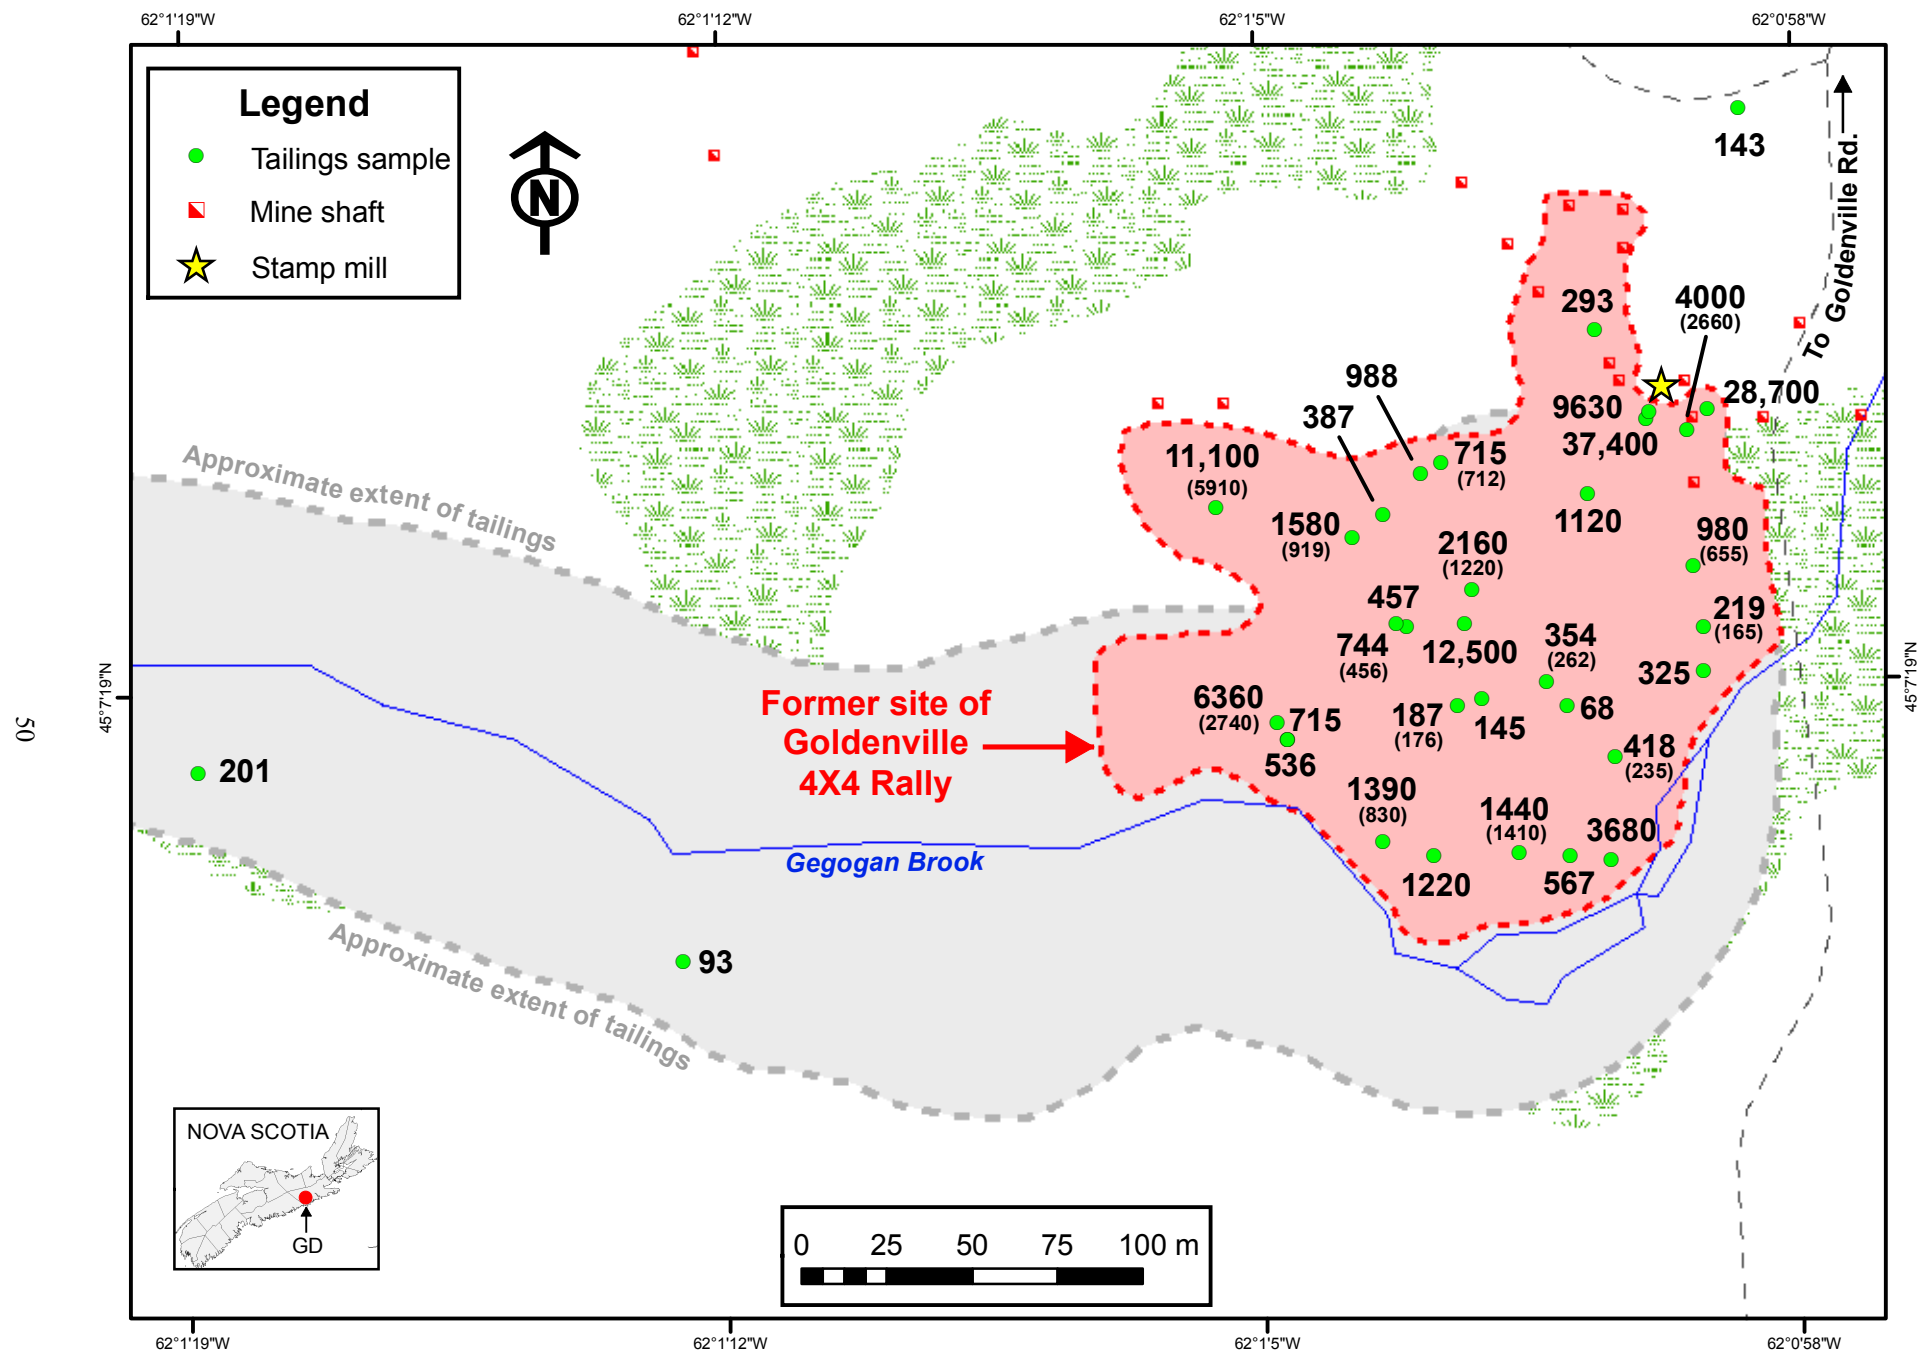 62°1'19"W
62°1'12"W
62°1'5"W
62°0'58"W
Legend
Tailings sample
Mine shaft
Stamp mill
N
143
To Goldenville Rd.
293
4000
(2660)
988
387
9630
28,700
37,400
11,100
(5910)
715
(712)
1580
(919)
2160
(1220)
1120
980
(655)
457
744
(456)
12,500
354
(262)
219
(165)
325
Approximate extent of tailings
45°7'19"N
45°7'19"N
50
Former site of
Goldenville
4X4 Rally
6360
(2740)
715
536
187
(176)
145
68
418
(235)
201
1390
(830)
1440
(1410)
3680
1220
567
Gegogan Brook
93
Approximate extent of tailings
NOVA SCOTIA
GD
0 25 50 75 100 m
62°1'19"W
62°1'12"W
62°1'5"W
62°0'58"W